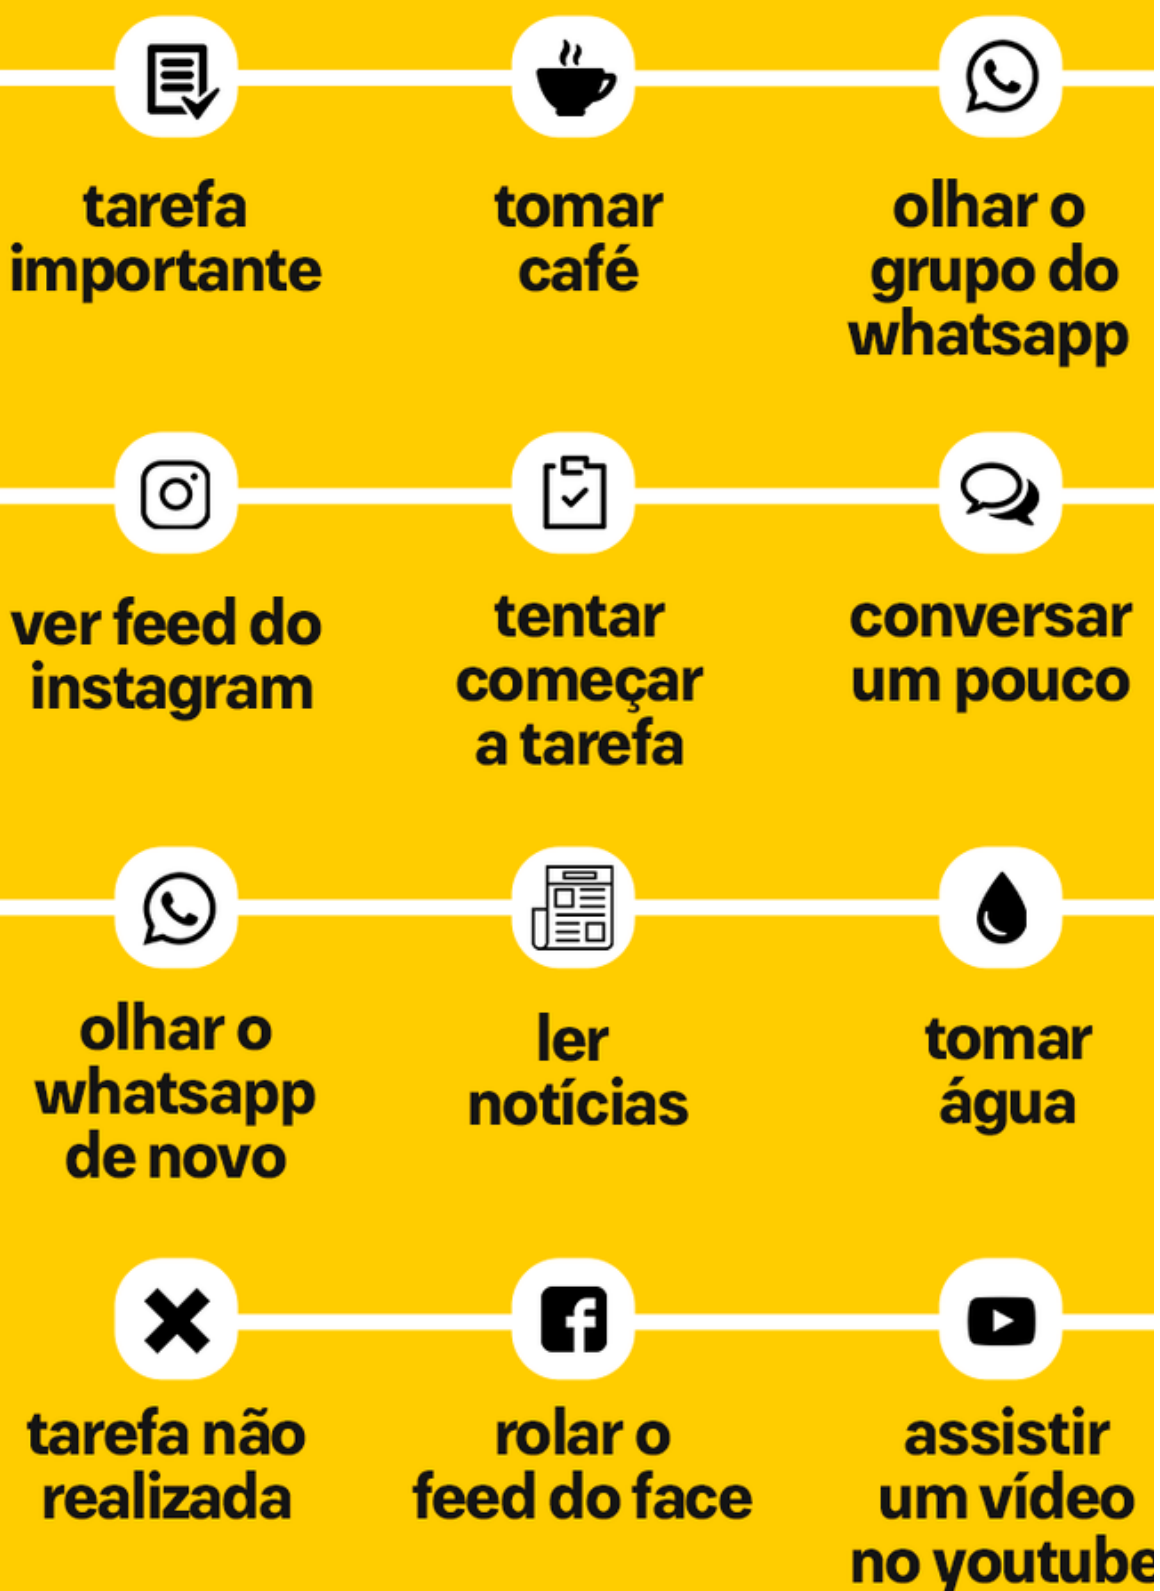 tarefa
importante
tomar
café
olhar o
grupo do
whatsapp
ver feed do
instagram
tentar
começar
a tarefa
conversar
um pouco
olhar o
whatsapp
de novo
ler
notícias
tomar
água
tarefa não
realizada
rolar o
feed do face
assistir
um vídeo
no youtube